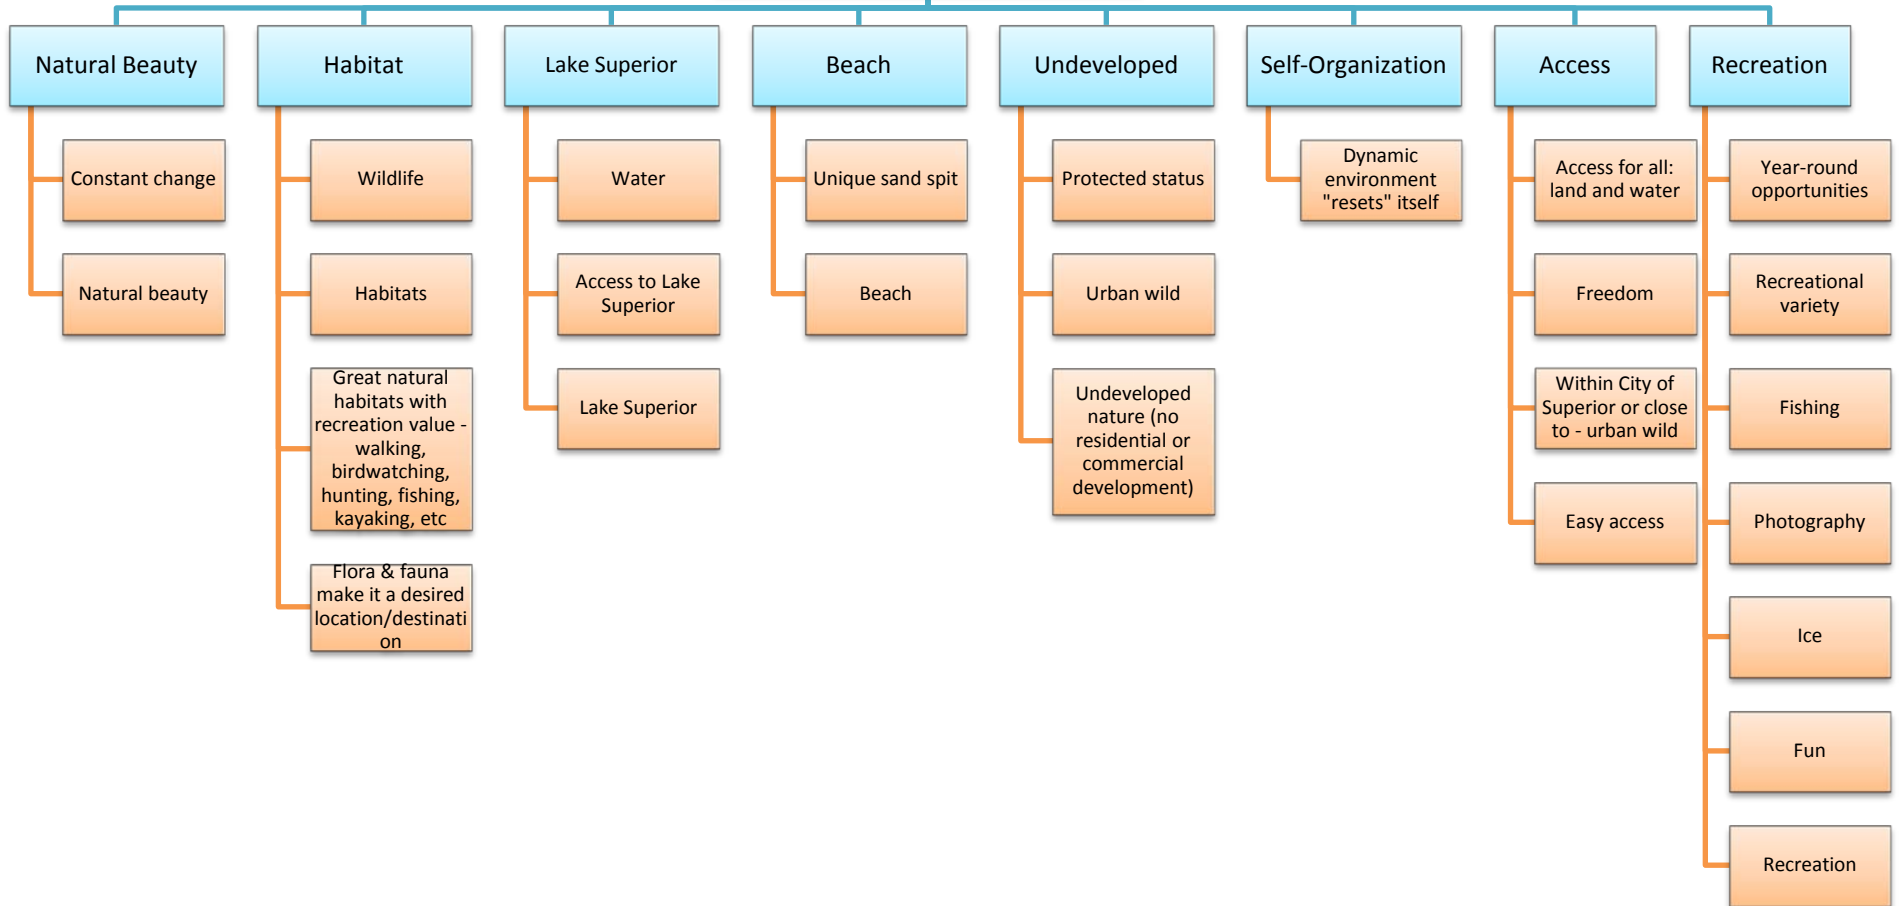 Natural Beauty
Constant change
Natural beauty
Habitat
Wildlife
Habitats
Great natural
habitats with
recreation value -
walking,
birdwatching,
hunting, fishing,
kayaking, etc
Flora & fauna
make it a desired
location/destinati
on
Lake Superior
Water
Access to Lake
Superior
Lake Superior
Beach
Unique sand spit
Beach
Undeveloped
Protected status
Urban wild
Undeveloped
nature (no
residential or
commercial
development)
Self-Organization
Dynamic
environment
"resets" itself
Access
Access for all:
land and water
Freedom
Within City of
Superior or close
to - urban wild
Easy access
Recreation
Year-round
opportunities
Recreational
variety
Fishing
Photography
Ice
Fun
Recreation